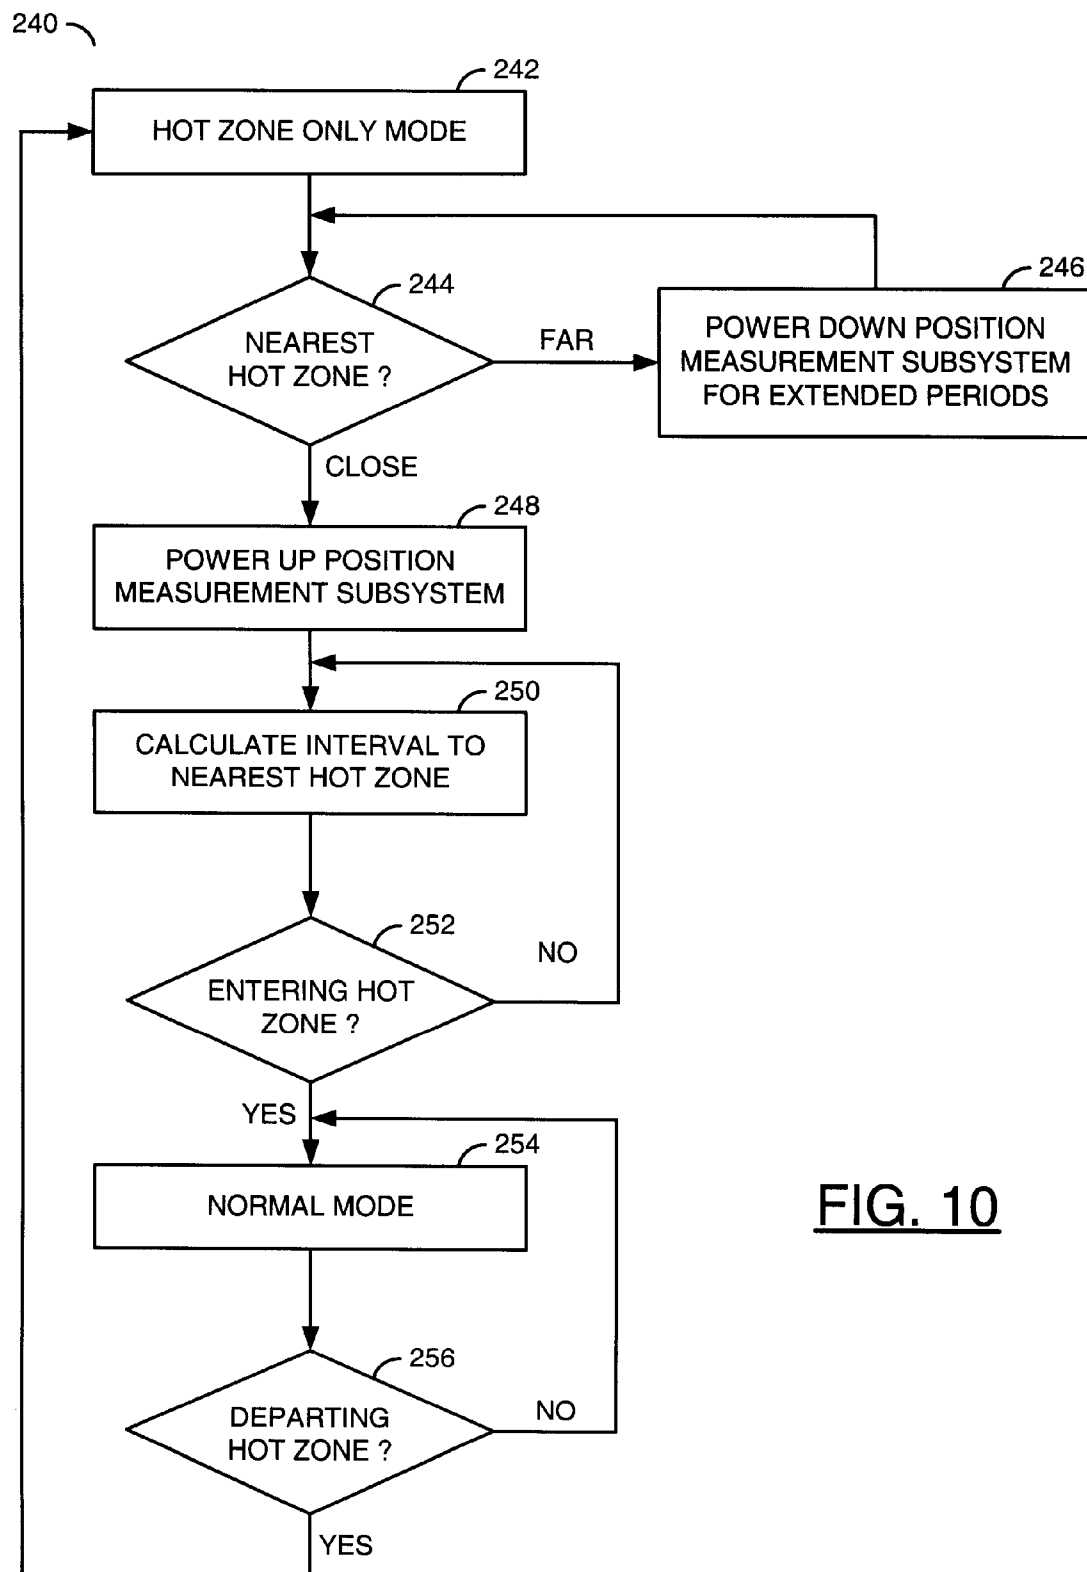 240
242
HOT ZONE ONLY MODE
244
NEAREST
HOT ZONE ?
FAR
246
POWER DOWN POSITION
MEASUREMENT SUBSYSTEM
FOR EXTENDED PERIODS
CLOSE
248
POWER UP POSITION
MEASUREMENT SUBSYSTEM
250
CALCULATE INTERVAL TO
NEAREST HOT ZONE
252
ENTERING HOT
ZONE ?
NO
YES
254
NORMAL MODE
FIG. 10
256
DEPARTING
HOT ZONE ?
NO
YES